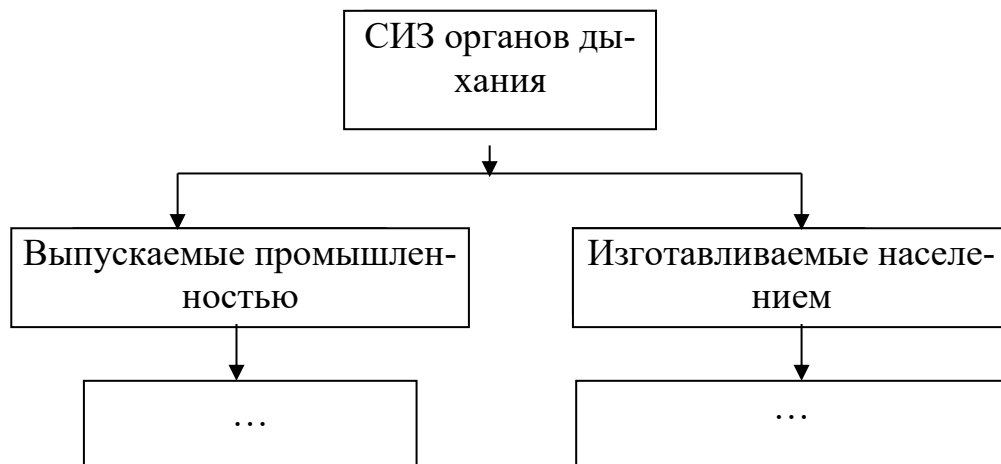 СИЗ органов ды-
хания
Выпускаемые промышлен-
ностью
Изготавливаемые населе-
нием
…
…